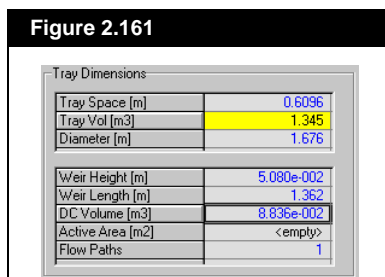 Figure 2.161
Tray Dimensions
Tray Space [m] 0.6096
Tray Vol [m3] 1.345
Diameter [m] 1.676
Weir Height [m] 5.080e-002
Weir Length [m] 1.362
DC Volume [m3] 8.836e-002
Active Area [m2] <empty>
Flow Paths 1